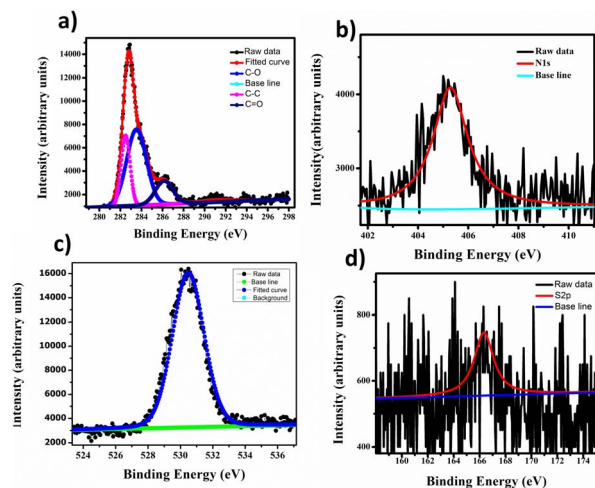 a)
Intensity (arbitrary units)
14000
12000
10000
8000
6000
4000
2000
Raw data
Fitted curve
C-O
Base line
C-C
C=O
280 282 284 286 288 290 292 294 296 298
Binding Energy (eV)
b)
Intensity (arbitrary units)
4200
3500
2800
Raw data
N1s
Base line
402 404 406 408 410
Binding Energy (eV)
c)
intensity (arbitrary units)
16000
14000
12000
10000
8000
6000
4000
2000
Raw data
Base line
Fitted curve
Background
524 526 528 530 532 534 536
Binding Energy (eV)
d)
Intensity (arbitrary units)
800
600
400
Raw data
S2p
Base line
160 162 164 166 168 170 172 174
Binding Energy (eV)